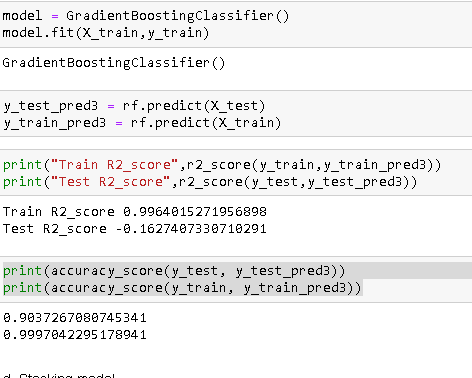 model = GradientBoostingClassifier()
model.fit(X_train,y_train)
GradientBoostingClassifier()
y_test_pred3 = rf.predict(X_test)
y_train_pred3 = rf.predict(X_train)
print("Train R2_score",r2_score(y_train,y_train_pred3))
print("Test R2_score",r2_score(y_test,y_test_pred3))
Train R2_score 0.9964015271956898
Test R2_score -0.1627407330710291
print(accuracy_score(y_test, y_test_pred3))
print(accuracy_score(y_train, y_train_pred3))
0.9037267080745341
0.9997042295178941
d. Stacking model